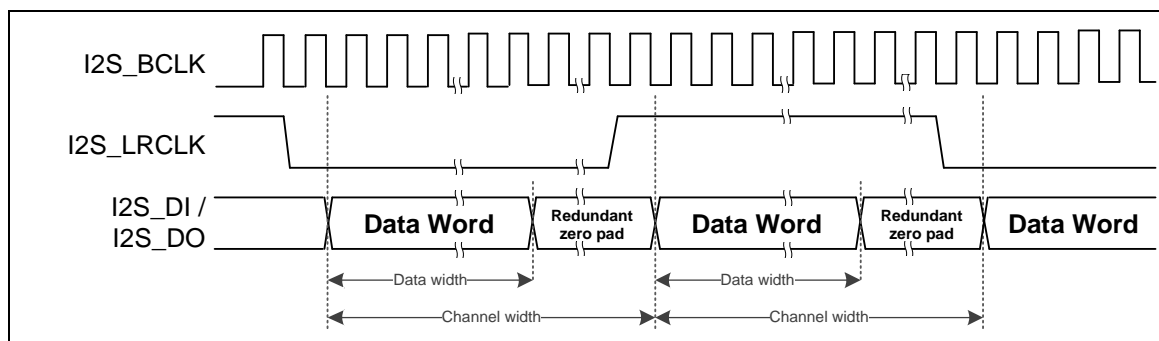 I2S_BCLK
I2S_LRCLK
I2S_DI /
I2S_DO
Data Word
Redundant
zero pad
Data Word
Redundant
zero pad
Data Word
Data width
Data width
Channel width
Channel width